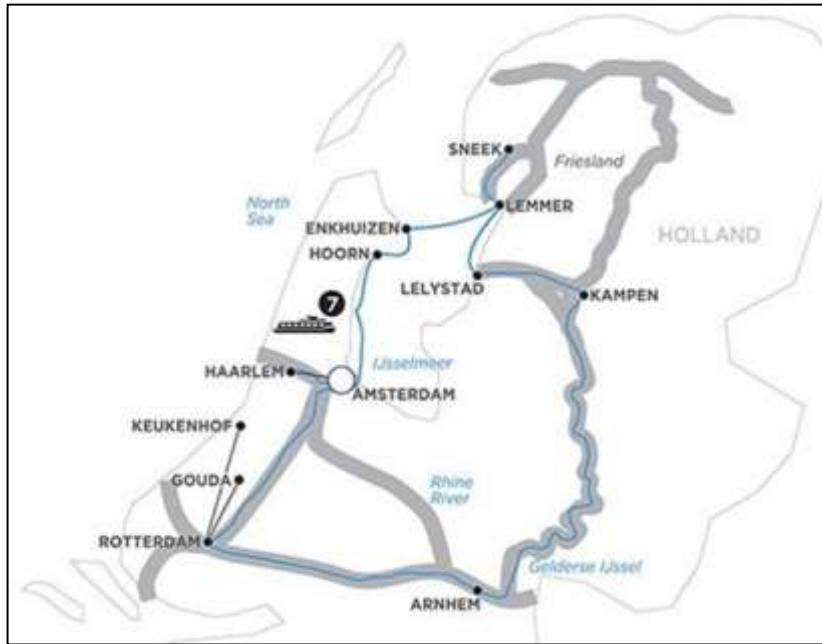 SNEEK
Friesland
North
Sea
LEMMER
ENKHUIZEN
HOLLAND
HOORN
LELYSTAD
KAMPEN
7
IJsselmeer
HAARLEM
AMSTERDAM
KEUKENHOF
GOUDA
Rhine
River
ROTTERDAM
Gelderse IJssel
ARNHEM